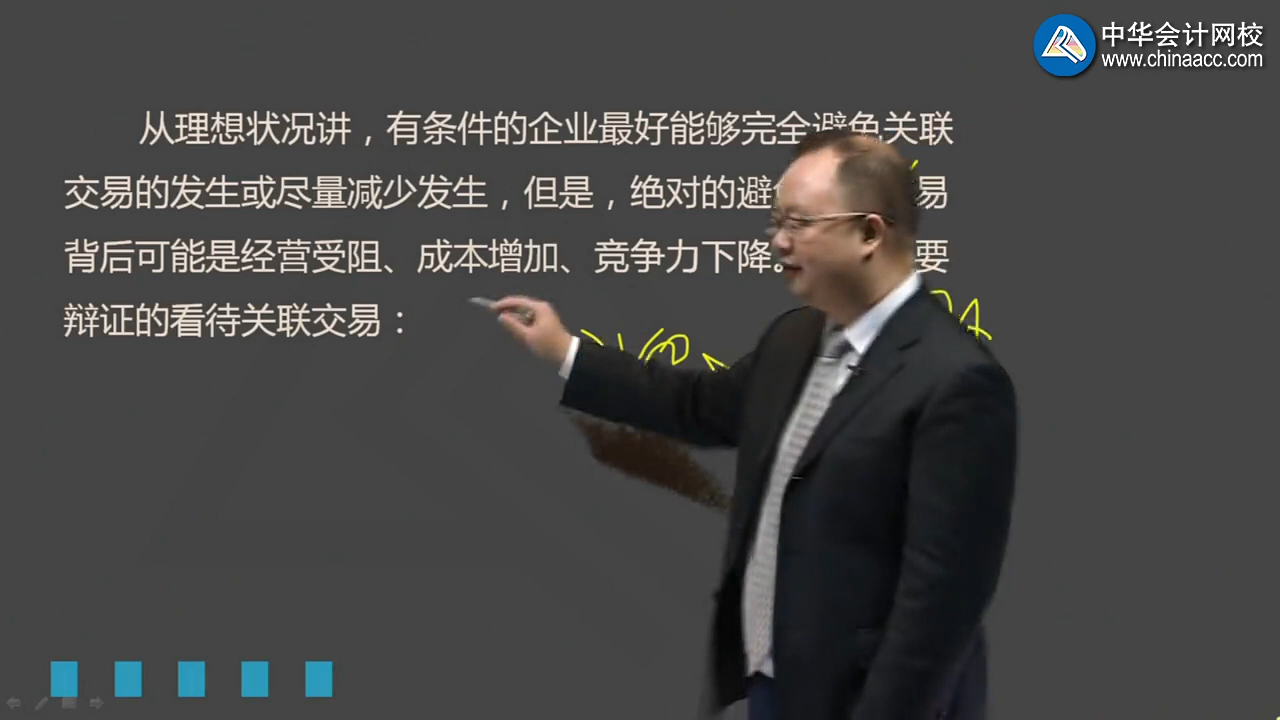 中华会计网校
www.chinaacc.com
从理想状况讲，有条件的企业最好能够完全避免关联
交易的发生或尽量减少发生，但是，绝对的避 易
背后可能是经营受阻、成本增加、竞争力下降。 要
辩证的看待关联交易：